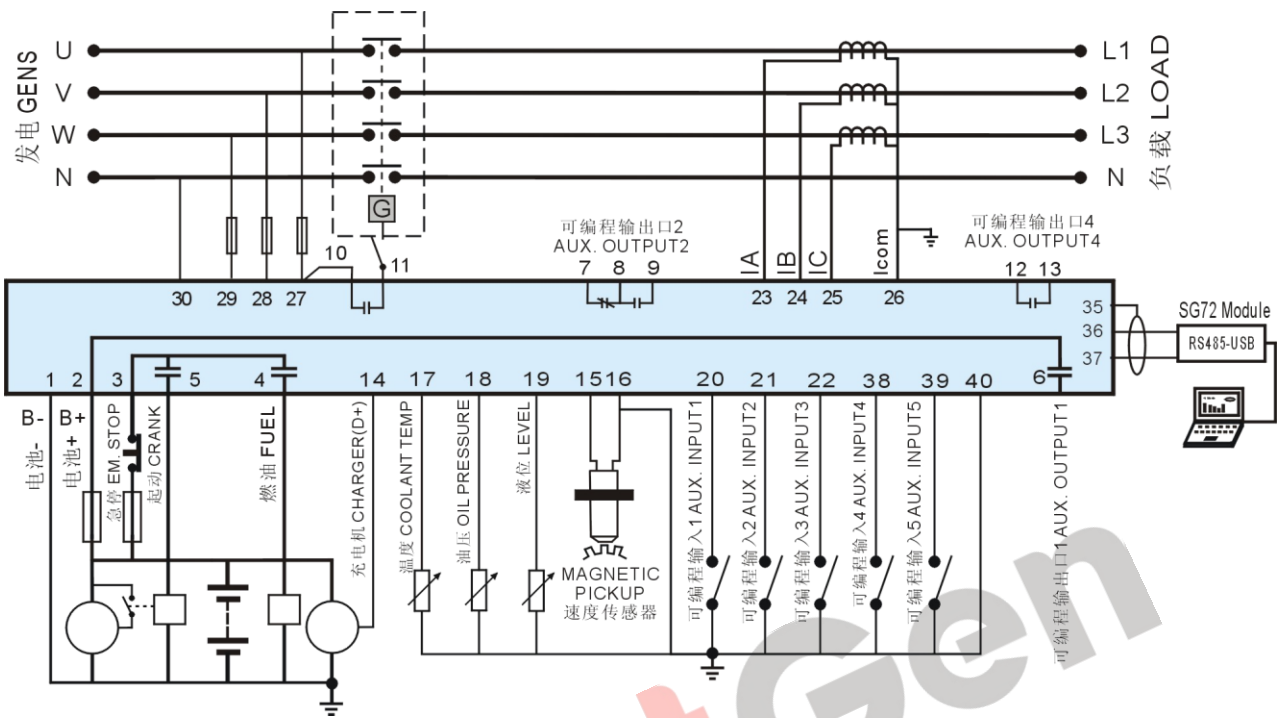 发电 GENS
U
V
W
N
L1
L2
L3
N
负载 LOAD
G
可编程输出口2
AUX. OUTPUT2
可编程输出口4
AUX. OUTPUT4
10
11
7 8 9
IA
IB
IC
Icom
12 13
30 29 28 27
23 24 25 26
35
36
37
SG72 Module
RS485-USB
1 2 3 5 4 14 17 18 19 15 16 20 21 22 38 39 40 6
B-
电池-
B+
电池+
急停 EM. STOP
起动 CRANK
燃油 FUEL
充电机 CHARGER(D+)
温度 COOLANT TEMP
油压 OIL PRESSURE
液位 LEVEL
MAGNETIC
PICKUP
速度传感器
可编程输入1 AUX. INPUT1
可编程输入2 AUX. INPUT2
可编程输入3 AUX. INPUT3
可编程输入4 AUX. INPUT4
可编程输入5 AUX. INPUT5
可编程输出口1 AUX. OUTPUT1
tGen